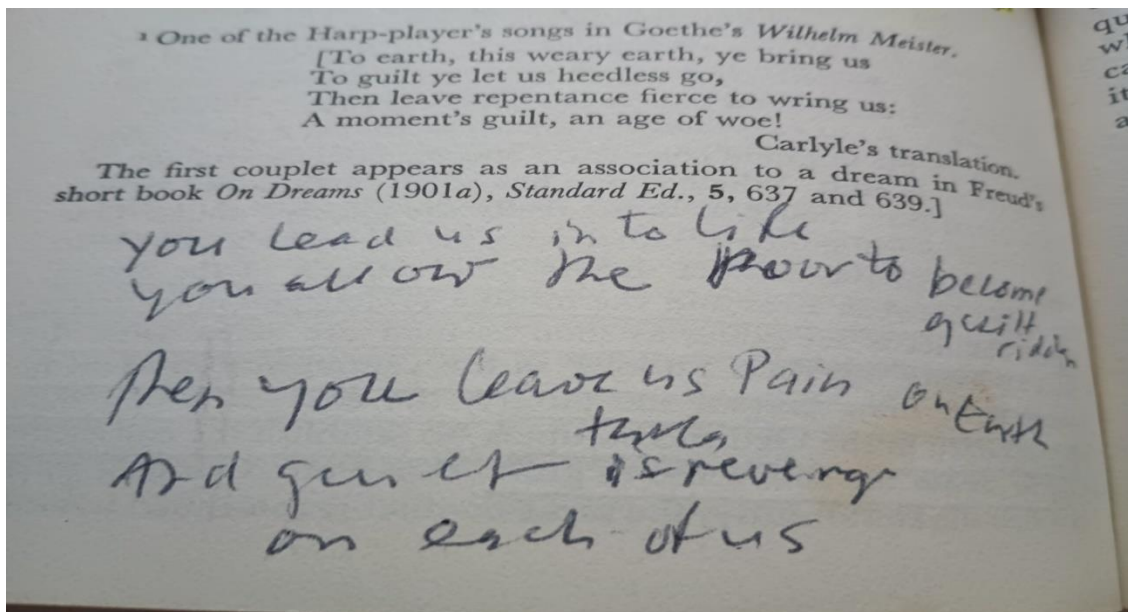 ¹ One of the Harp-player's songs in Goethe's Wilhelm Meister.
[To earth, this weary earth, ye bring us
To guilt ye let us heedless go,
Then leave repentance fierce to wring us:
A moment's guilt, an age of woe!
Carlyle's translation.
The first couplet appears as an association to a dream in Freud's
short book On Dreams (1901a), Standard Ed., 5, 637 and 639.]
you lead us into life
you allow the Poor to become
guilt
ridden
then you leave us Pain on Earth
And guilt is revenge
on each of us
qu
w
ca
it
a